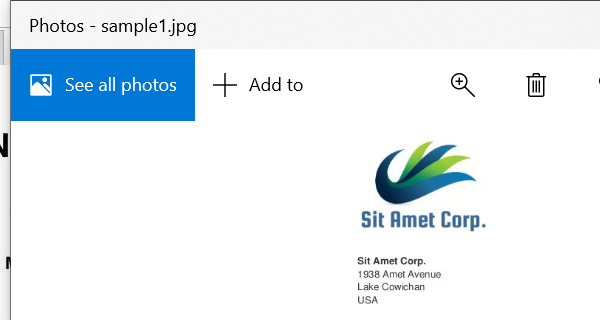 Photos - sample1.jpg
See all photos
Add to
Sit Amet Corp.
Sit Amet Corp.
1938 Amet Avenue
Lake Cowichan
USA